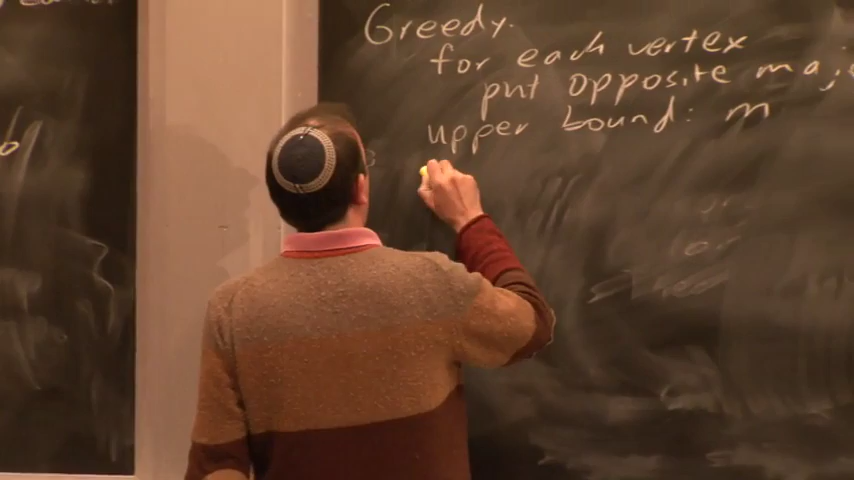 Greedy.
for each vertex
put opposite
upper bound: m